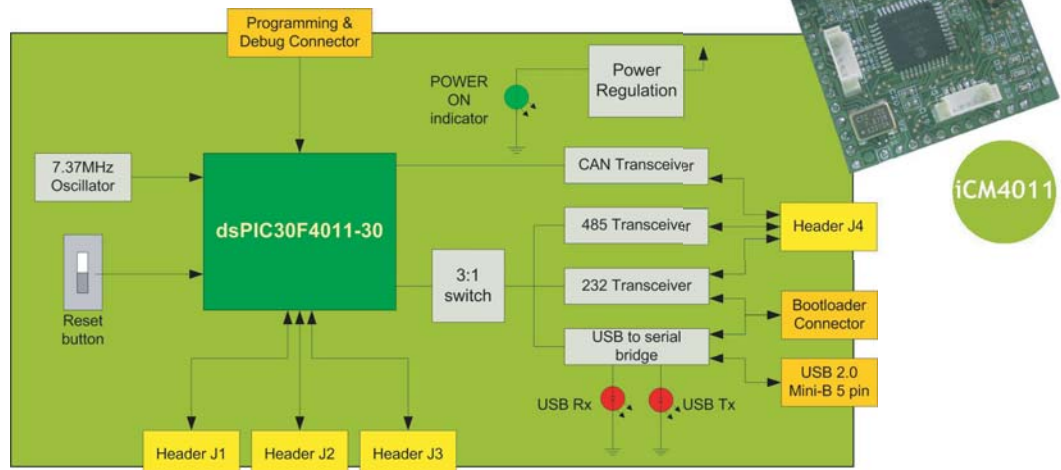 Programming &
Debug Connector
POWER
ON
indicator
Power
Regulation
7.37MHz
Oscillator
dsPIC30F4011-30
CAN Transceiver
485 Transceiver
3:1
switch
232 Transceiver
USB to serial
bridge
Header J4
Bootloader
Connector
USB 2.0
Mini-B 5 pin
Reset
button
USB Rx
USB Tx
Header J1
Header J2
Header J3
iCM4011